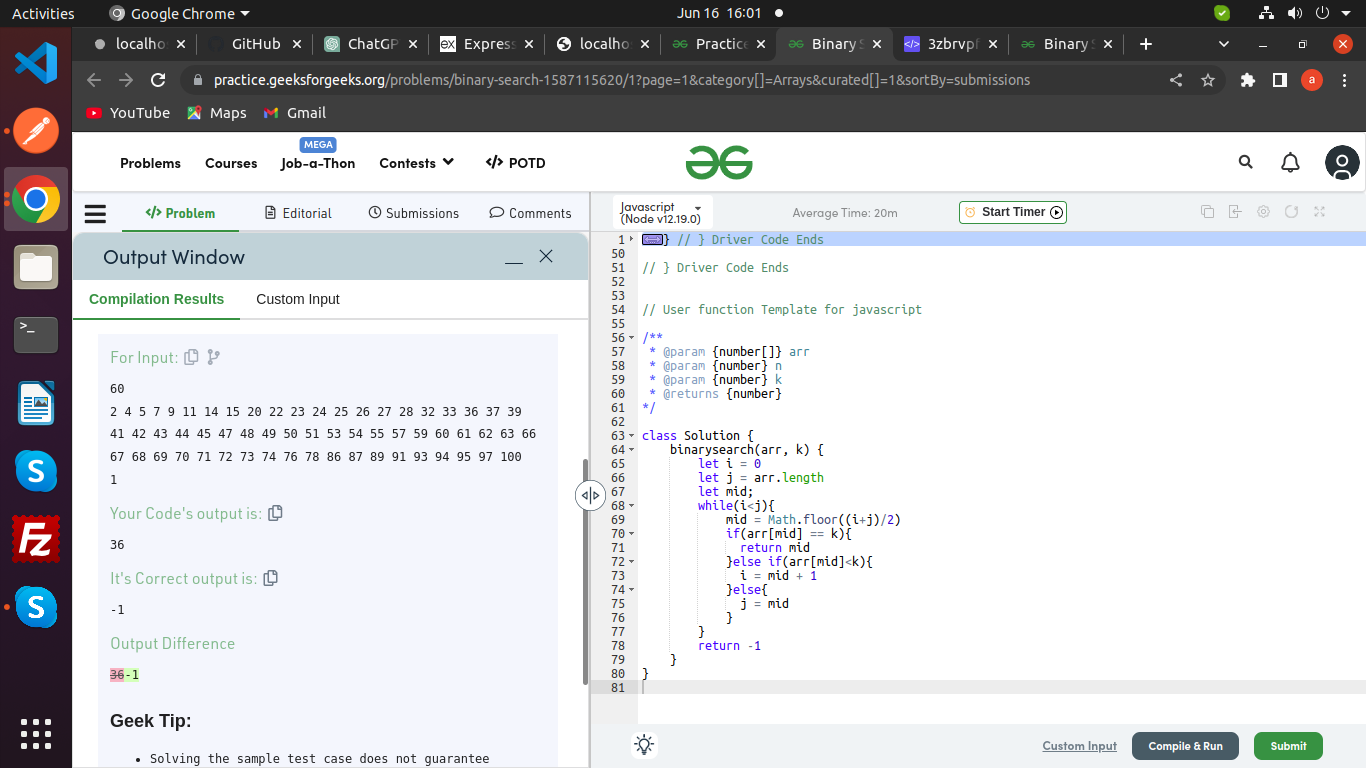 Activities
Google Chrome
Jun 16 16:01
localho
GitHub
ChatGP
Express
localho
Practice
Binary S
3zbrvpf
Binary S
practice.geeksforgeeks.org/problems/binary-search-1587115620/1?page=1&category[]=Arrays&curated[]=1&sortBy=submissions
a
YouTube
Maps
Gmail
Problems
Courses
MEGA
Job-a-Thon
Contests
</> POTD
</> Problem
Editorial
Submissions
Comments
Output Window
Compilation Results
Custom Input
For Input:
60
2 4 5 7 9 11 14 15 20 22 23 24 25 26 27 28 32 33 36 37 39
41 42 43 44 45 47 48 49 50 51 53 54 55 57 59 60 61 62 63 66
67 68 69 70 71 72 73 74 76 78 86 87 89 91 93 94 95 97 100
1
Your Code's output is:
36
It's Correct output is:
-1
Output Difference
36-1
Geek Tip:
• Solving the sample test case does not guarantee
Javascript
(Node v12.19.0)
Average Time: 20m
Start Timer
1 } // } Driver Code Ends
50
51 // } Driver Code Ends
52
53
54 // User function Template for javascript
55
56 /**
57 * @param {number[]} arr
58 * @param {number} n
59 * @param {number} k
60 * @returns {number}
61 */
62
63 class Solution {
64 binarysearch(arr, k) {
65 let i = 0
66 let j = arr.length
67 let mid;
68 while(i<j){
69 mid = Math.floor((i+j)/2)
70 if(arr[mid] == k){
71 return mid
72 }else if(arr[mid]<k){
73 i = mid + 1
74 }else{
75 j = mid
76 }
77 }
78 return -1
79 }
80 }
81
Custom Input
Compile & Run
Submit